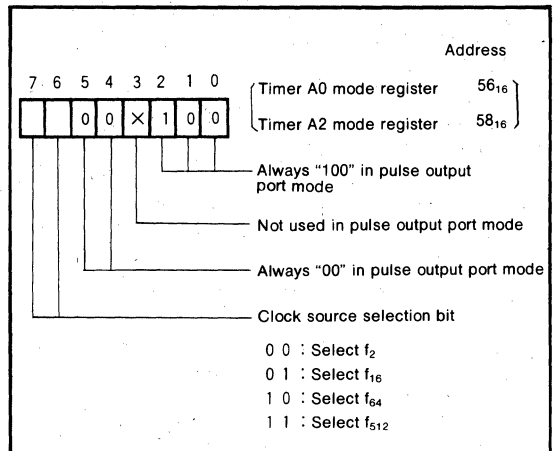 Address
7 6 5 4 3 2 1 0
Timer A0 mode register 56₁₆
0 0 × 1 0 0
Timer A2 mode register 58₁₆
Always “100” in pulse output
port mode
Not used in pulse output port mode
Always “00” in pulse output port mode
Clock source selection bit
0 0 : Select f₂
0 1 : Select f₁₆
1 0 : Select f₆₄
1 1 : Select f₅₁₂